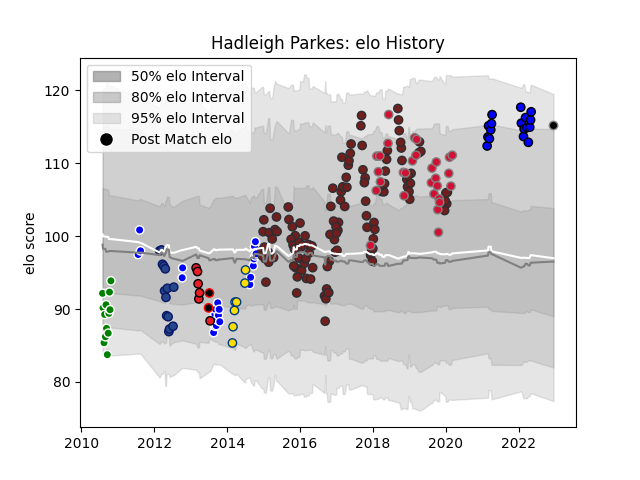 Hadleigh Parkes: elo History
50% elo Interval
80% elo Interval
95% elo Interval
Post Match elo
elo score
120
110
100
90
80
2010
2012
2014
2016
2018
2020
2022